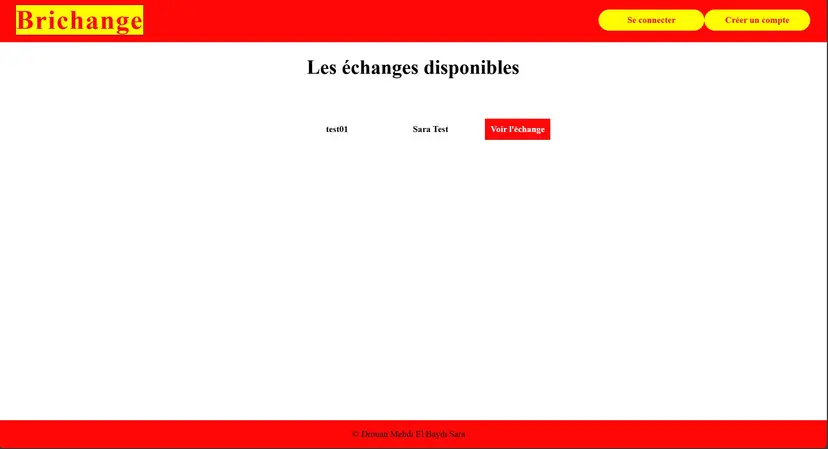 Brichange
Se connecter
Créer un compte
Les échanges disponibles
test01 Sara Test Voir l'échange
© Drouan Mehdi El Baydi Sara